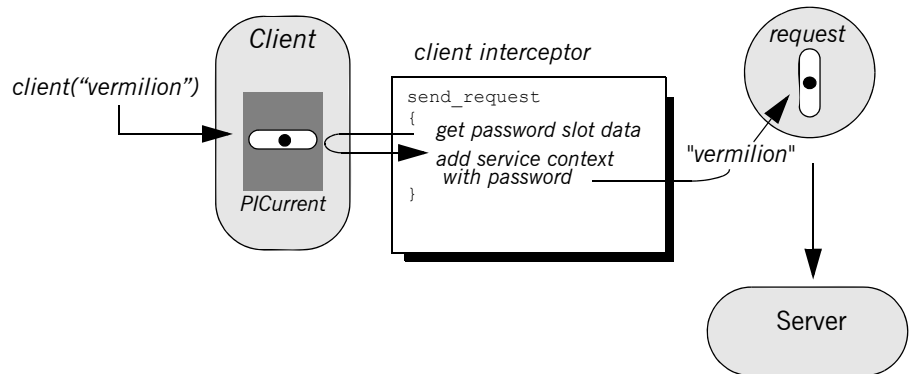 Client
client("vermilion")
PICurrent
client interceptor
send_request
{
get password slot data
add service context
with password
}
request
"vermilion"
Server